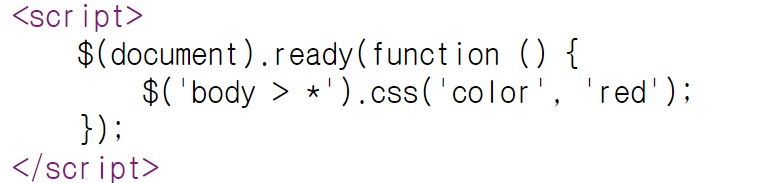 <script>
    $(document).ready(function () {
        $('body > *').css('color', 'red');
    });
</script>